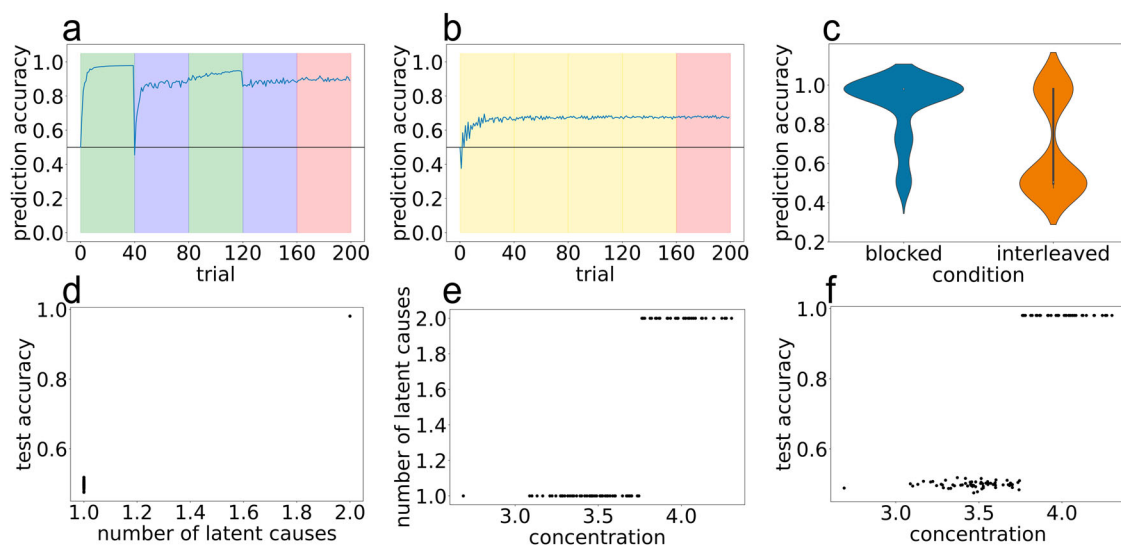 a
prediction accuracy
1.0
0.8
0.6
0.4
0.2
0.0
0 40 80 120 160 200
trial
b
prediction accuracy
1.0
0.8
0.6
0.4
0.2
0.0
0 40 80 120 160 200
trial
c
prediction accuracy
1.0
0.8
0.6
0.4
0.2
blocked interleaved
condition
d
test accuracy
1.0
0.8
0.6
1.0 1.2 1.4 1.6 1.8 2.0
number of latent causes
e
number of latent causes
2.0
1.8
1.6
1.4
1.2
1.0
3.0 3.5 4.0
concentration
f
test accuracy
1.0
0.8
0.6
3.0 3.5 4.0
concentration